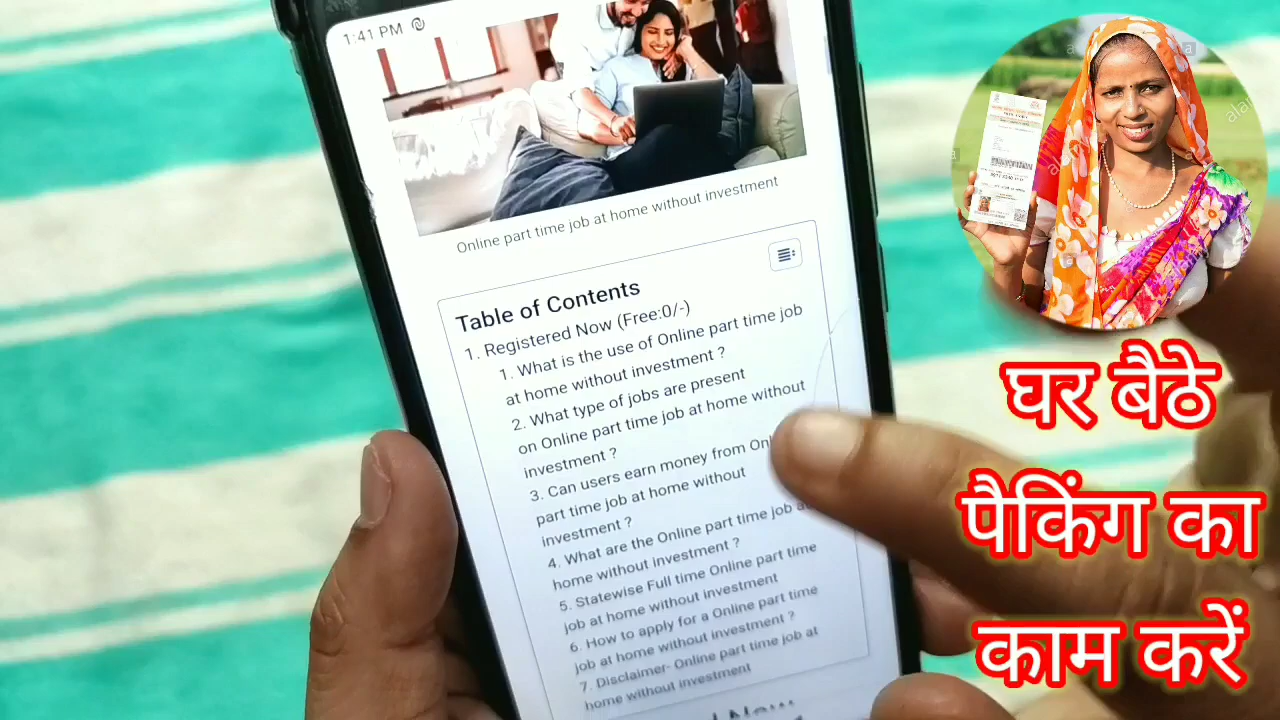 1:41 PM
Online part time job at home without investment
Table of Contents
1. Registered Now (Free:0/-)
1. What is the use of Online part time job
at home without investment ?
2. What type of jobs are present
on Online part time job at home without
investment ?
3. Can users earn money from
part time job at home without
investment ?
4. What are the Online part time job
home without investment ?
5. Statewise Full time Online part time
job at home without investment
6. How to apply for a Online part time
job at home without investment ?
7. Disclaimer- Online part time job at
home without investment
घर बैठे
पैकिंग का
काम करें